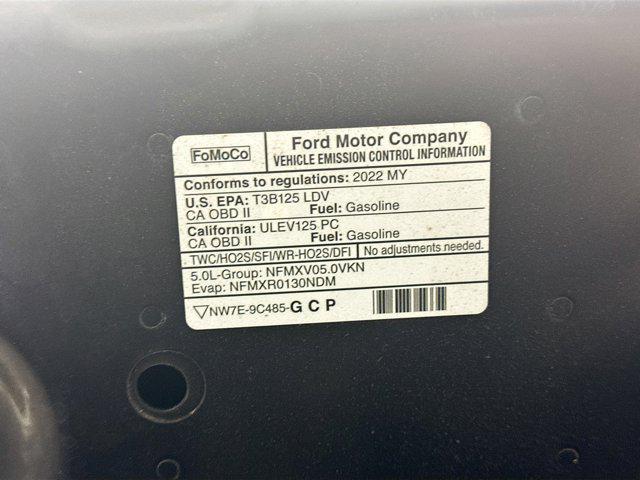 FoMoCo
Ford Motor Company
VEHICLE EMISSION CONTROL INFORMATION
Conforms to regulations: 2022 MY
U.S. EPA: T3B125 LDV
CA OBD II Fuel: Gasoline
California: ULEV125 PC
CA OBD II Fuel: Gasoline
TWC/HO2S/SFI/WR-HO2S/DFI No adjustments needed.
5.0L-Group: NFMXV05.0VKN
Evap: NFMXR0130NDM
▽NW7E-9C485-G C P